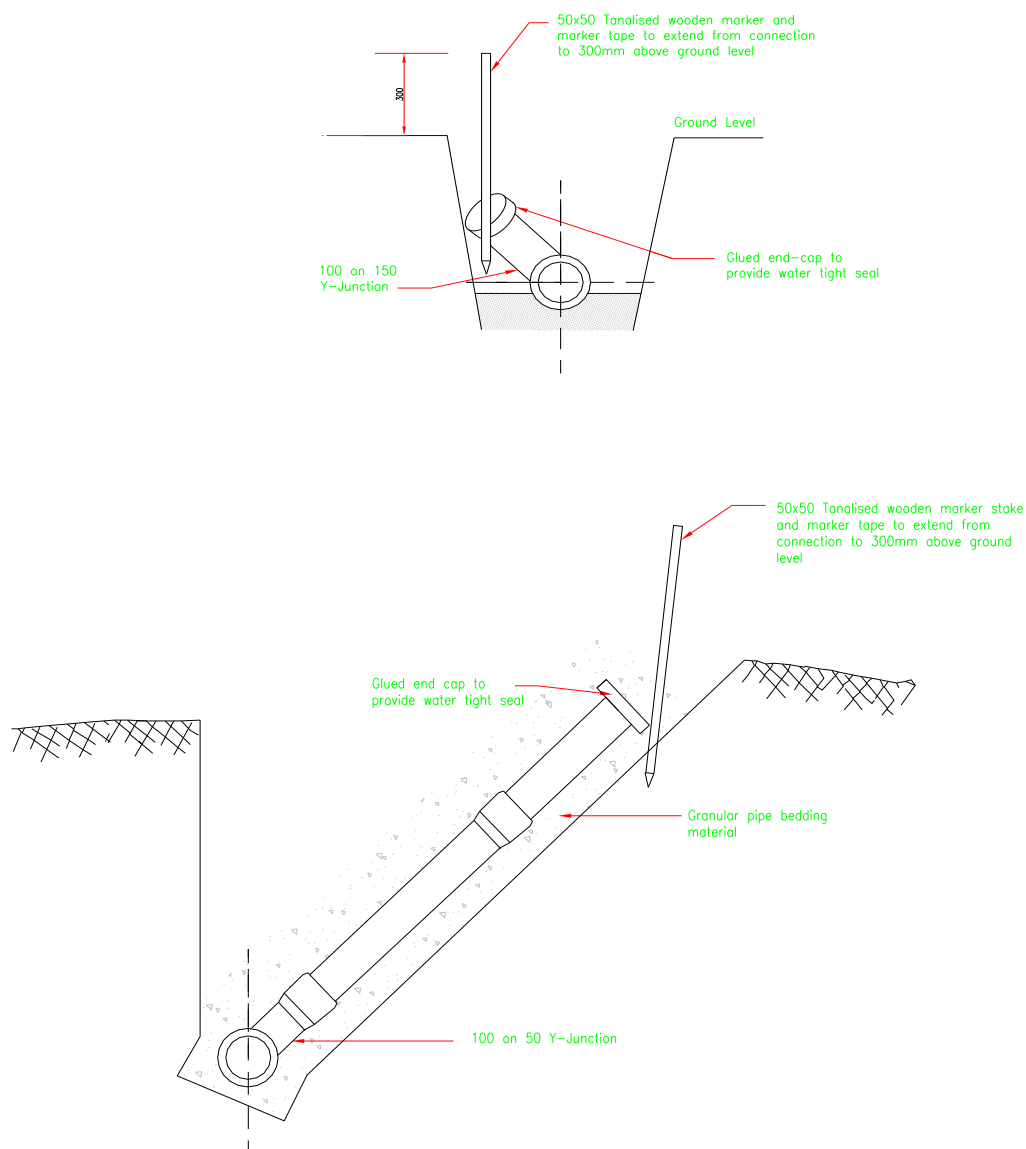 50x50 Tanalised wooden marker and
marker tape to extend from connection
to 300mm above ground level
300
Ground Level
100 on 150
Y-Junction
Glued end-cap to
provide water tight seal
50x50 Tanalised wooden marker stake
and marker tape to extend from
connection to 300mm above ground
level
Glued end cap to
provide water tight seal
Granular pipe bedding
material
100 on 50 Y-Junction